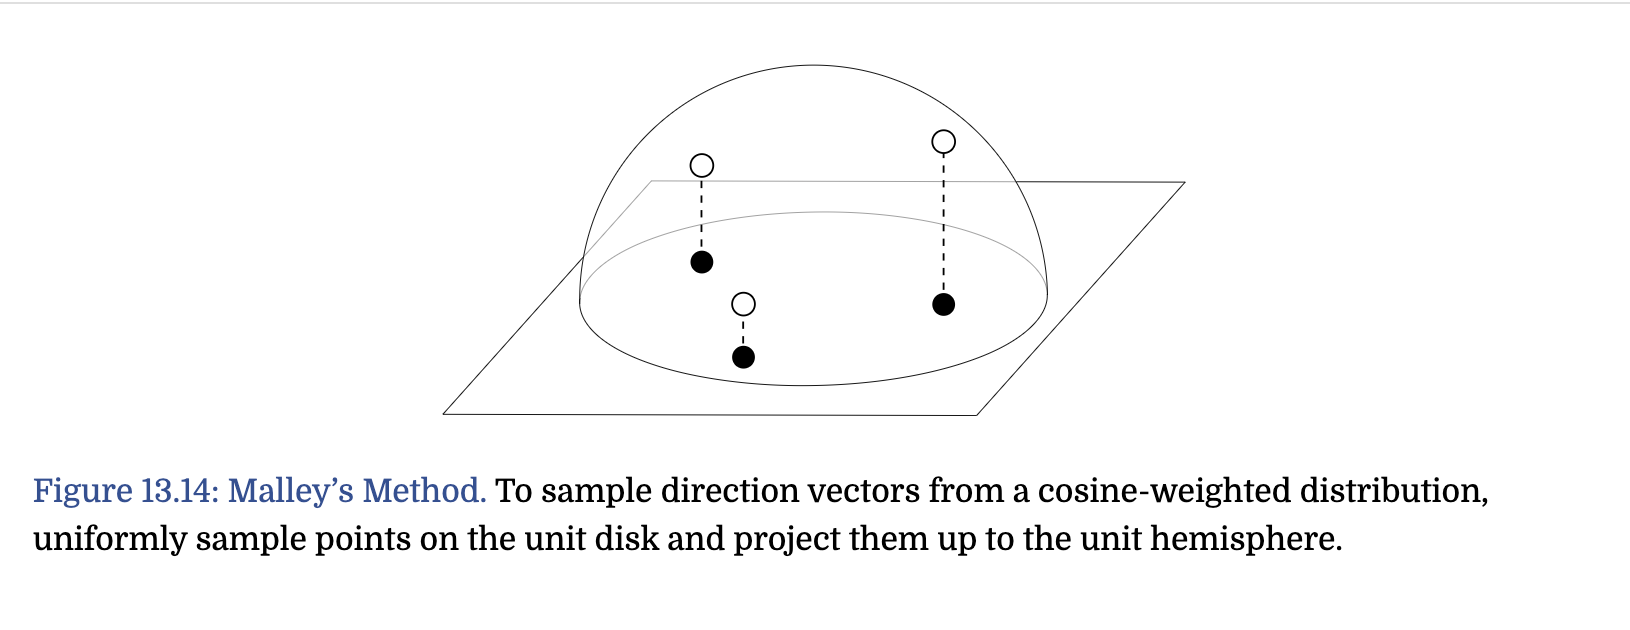 Figure 13.14: Malley’s Method. To sample direction vectors from a cosine-weighted distribution,
uniformly sample points on the unit disk and project them up to the unit hemisphere.